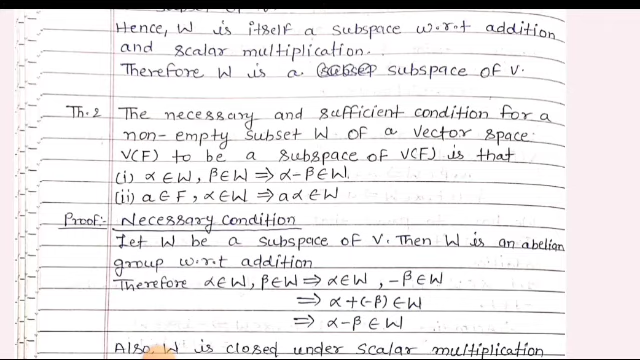 Hence, W is itself a subspace w.r.t addition
and scalar multiplication.
Therefore W is a subspace of V.
Th.2 The necessary and sufficient condition for a
non-empty subset W of a vector space
V(F) to be a subspace of V(F) is that
(i) α∈W, β∈W ⇒ α-β∈W.
(ii) a∈F, α∈W ⇒ aα∈W
Proof:- Necessary condition
Let W be a subspace of V. Then W is an abelian
group w.r.t addition
Therefore α∈W, β∈W ⇒ α∈W, -β∈W
⇒ α+(-β)∈W
⇒ α-β∈W
Also W is closed under scalar multiplication